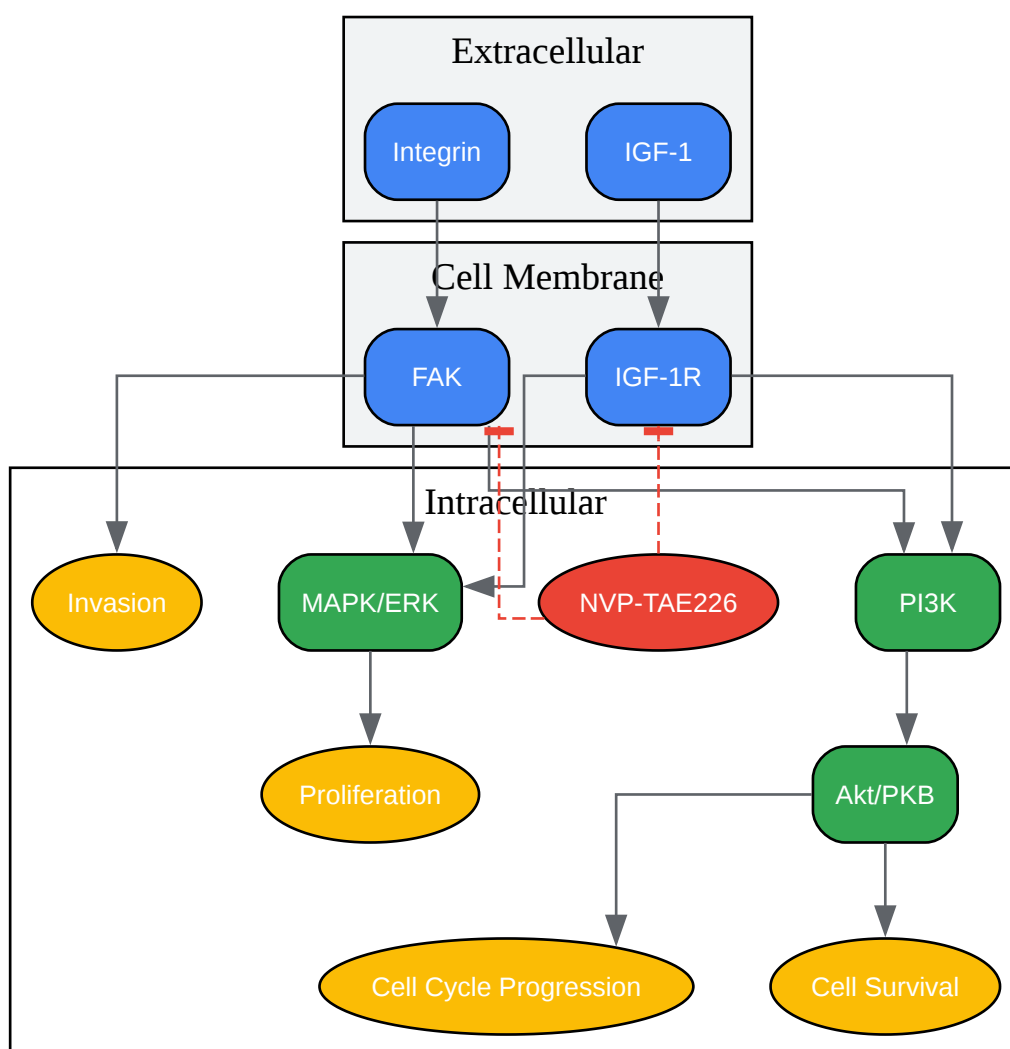 Extracellular
Integrin
IGF-1
Cell Membrane
FAK
IGF-1R
Intracellular
Invasion
MAPK/ERK
NVP-TAE226
PI3K
Proliferation
Akt/PKB
Cell Cycle Progression
Cell Survival